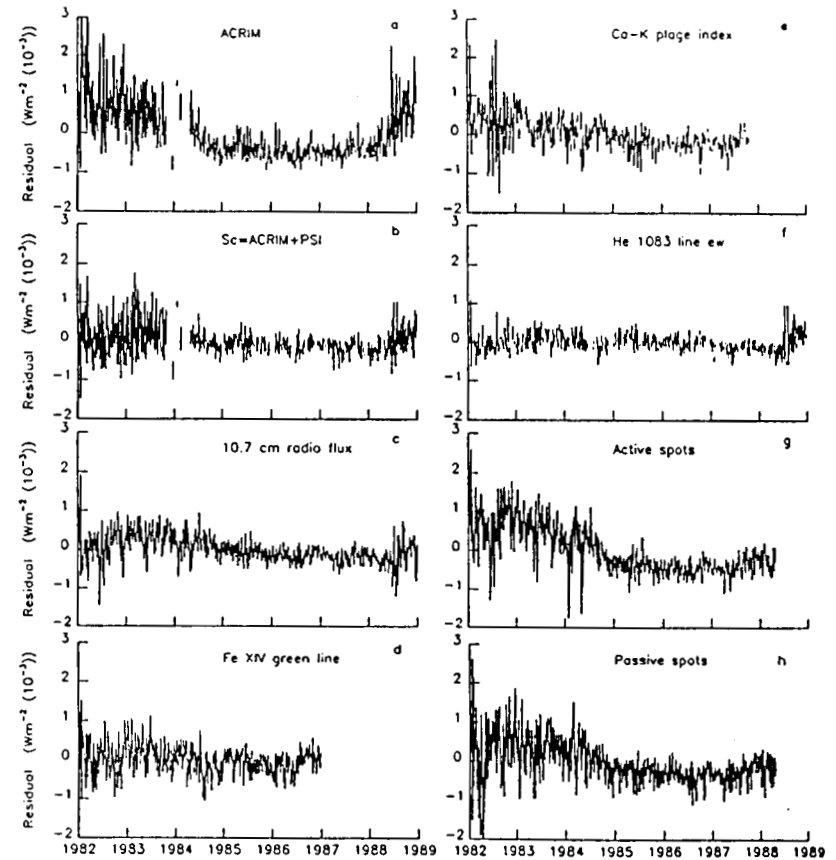 3 2 1 0 −1 −2
Residual (Wm⁻² (10⁻³))
ACRIM
a
3 2 1 0 −1 −2
Ca−K plage index
e
3 2 1 0 −1 −2
Residual (Wm⁻² (10⁻³))
Sc=ACRIM+PSI
b
3 2 1 0 −1 −2
He 1083 line ew
f
3 2 1 0 −1 −2
Residual (Wm⁻² (10⁻³))
10.7 cm radio flux
c
3 2 1 0 −1 −2
Active spots
g
3 2 1 0 −1 −2
Residual (Wm⁻² (10⁻³))
Fe XIV green line
d
3 2 1 0 −1 −2
Passive spots
h
1982 1983 1984 1985 1986 1987 1988 1989
1982 1983 1984 1985 1986 1987 1988 1989